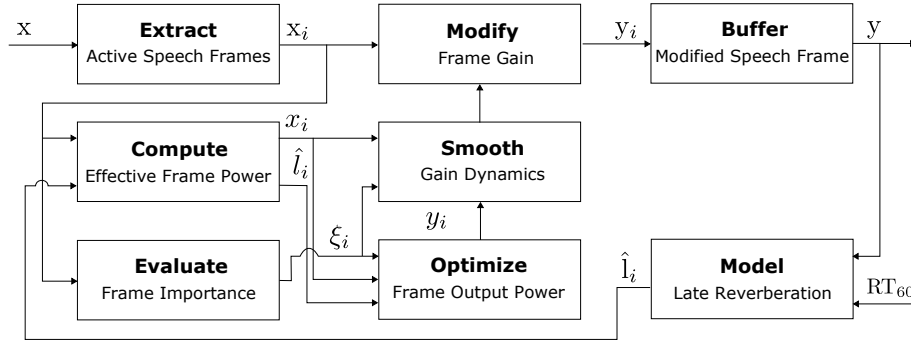 x
Extract
Active Speech Frames
x_i
Modify
Frame Gain
y_i
Buffer
Modified Speech Frame
y
Compute
Effective Frame Power
x_i
l̂_i
Smooth
Gain Dynamics
y_i
ξ_i
Evaluate
Frame Importance
Optimize
Frame Output Power
l̂_i
Model
Late Reverberation
RT_60